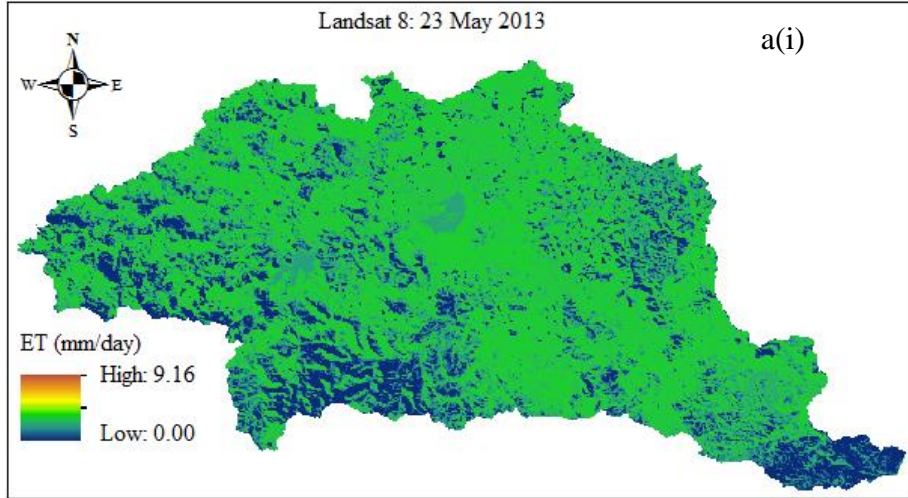 Landsat 8: 23 May 2013
a(i)
N
W E
S
ET (mm/day)
High: 9.16
Low: 0.00